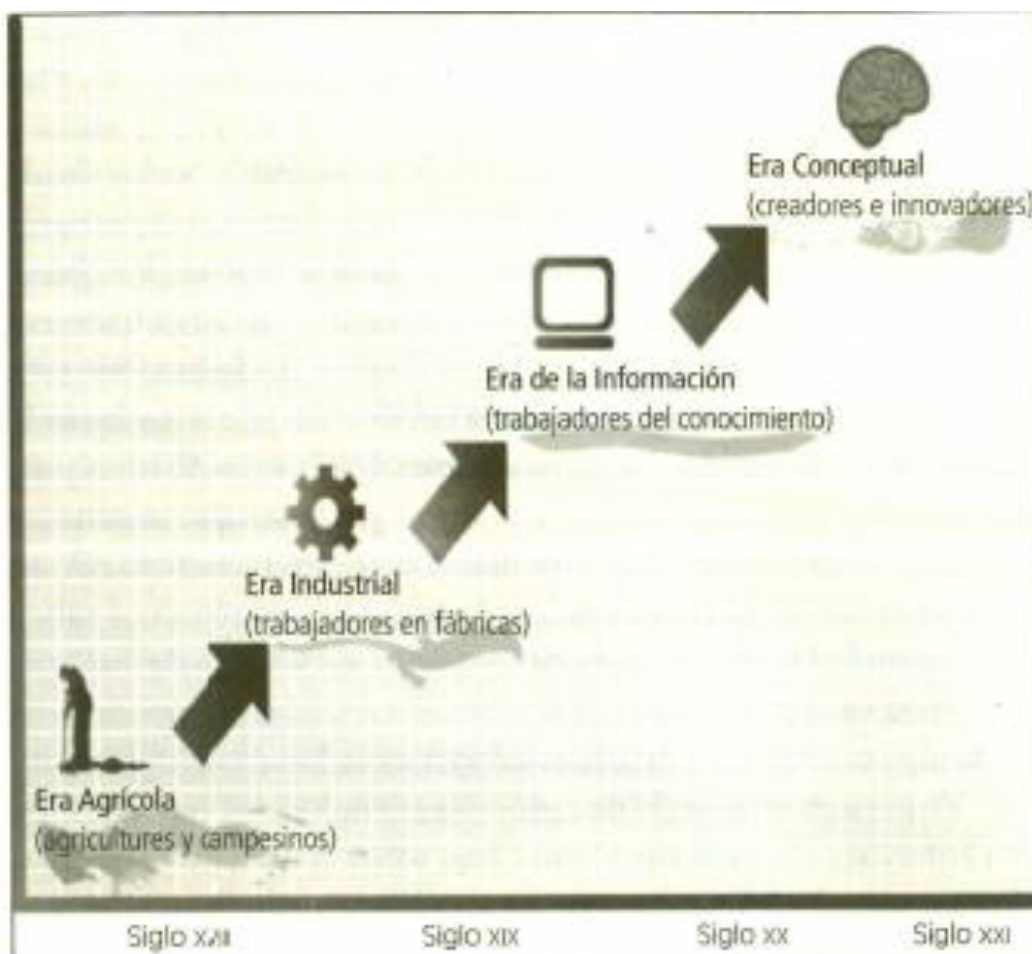 Era Conceptual
(creadores e innovadores)
Era de la Información
(trabajadores del conocimiento)
Era Industrial
(trabajadores en fábricas)
Era Agrícola
(agricultures y campesinos)
Siglo XVIII
Siglo XIX
Siglo XX
Siglo XXI